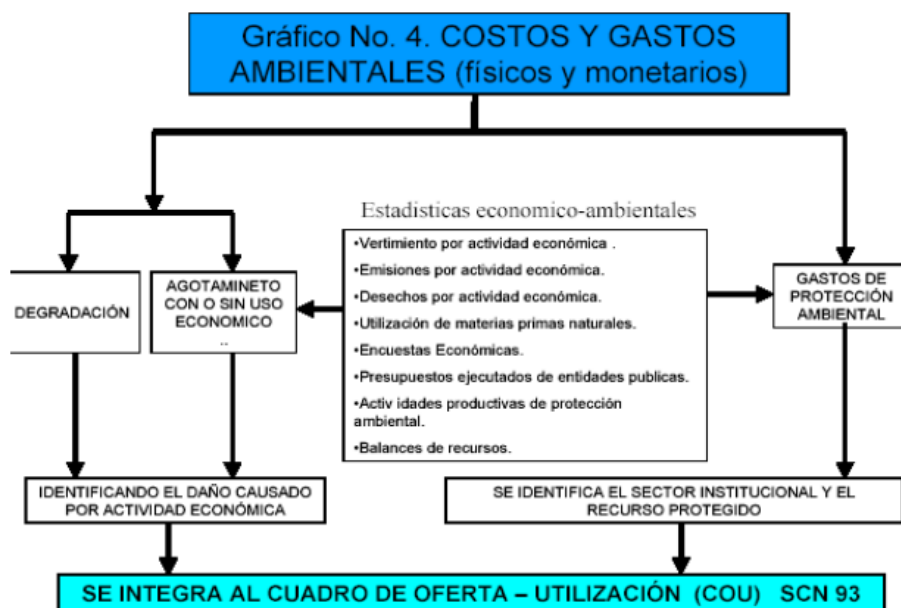 Gráfico No. 4. COSTOS Y GASTOS
AMBIENTALES (físicos y monetarios)
Estadísticas economico-ambientales
•Vertimiento por actividad económica .
•Emisiones por actividad económica.
•Desechos por actividad económica.
•Utilización de materias primas naturales.
•Encuestas Económicas.
•Presupuestos ejecutados de entidades publicas.
•Activ idades productivas de protección
ambiental.
•Balances de recursos.
DEGRADACIÓN
AGOTAMINETO
CON O SIN USO
ECONOMICO
..
GASTOS DE
PROTECCIÓN
AMBIENTAL
IDENTIFICANDO EL DAÑO CAUSADO
POR ACTIVIDAD ECONÓMICA
SE IDENTIFICA EL SECTOR INSTITUCIONAL Y EL
RECURSO PROTEGIDO
SE INTEGRA AL CUADRO DE OFERTA – UTILIZACIÓN (COU) SCN 93